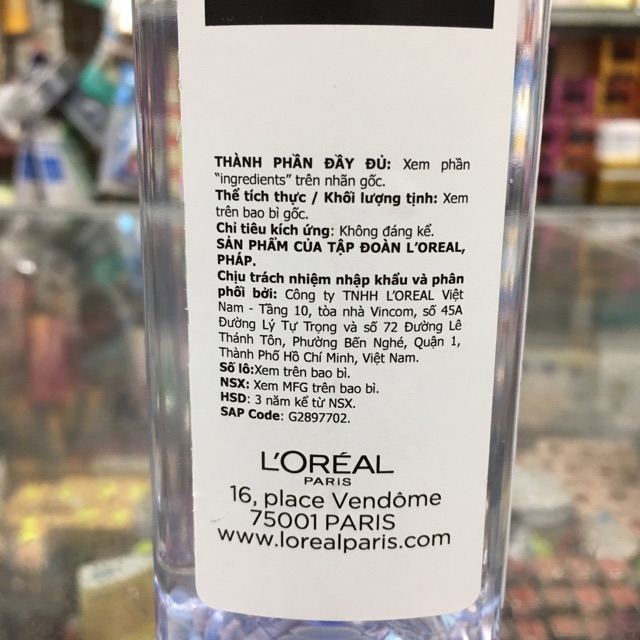 THÀNH PHẦN ĐẦY ĐỦ: Xem phần
“ingredients” trên nhãn gốc.
Thể tích thực / Khối lượng tịnh: Xem
trên bao bì gốc.
Chỉ tiêu kích ứng: Không đáng kể.
SẢN PHẨM CỦA TẬP ĐOÀN L’OREAL,
PHÁP.
Chịu trách nhiệm nhập khẩu và phân
phối bởi: Công ty TNHH L’OREAL Việt
Nam - Tầng 10, tòa nhà Vincom, số 45A
Đường Lý Tự Trọng và số 72 Đường Lê
Thánh Tôn, Phường Bến Nghé, Quận 1,
Thành Phố Hồ Chí Minh, Việt Nam.
Số lô:Xem trên bao bì.
NSX: Xem MFG trên bao bì.
HSD: 3 năm kể từ NSX.
SAP Code: G2897702.
L’ORÉAL
PARIS
16, place Vendôme
75001 PARIS
www.lorealparis.com